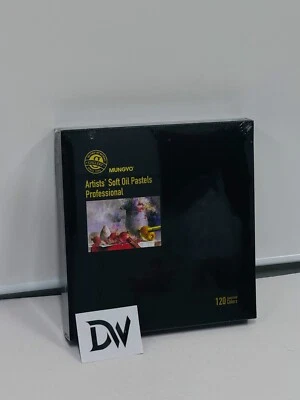 MUNGYO
Artists' Soft Oil Pastels
Professional
120
DW